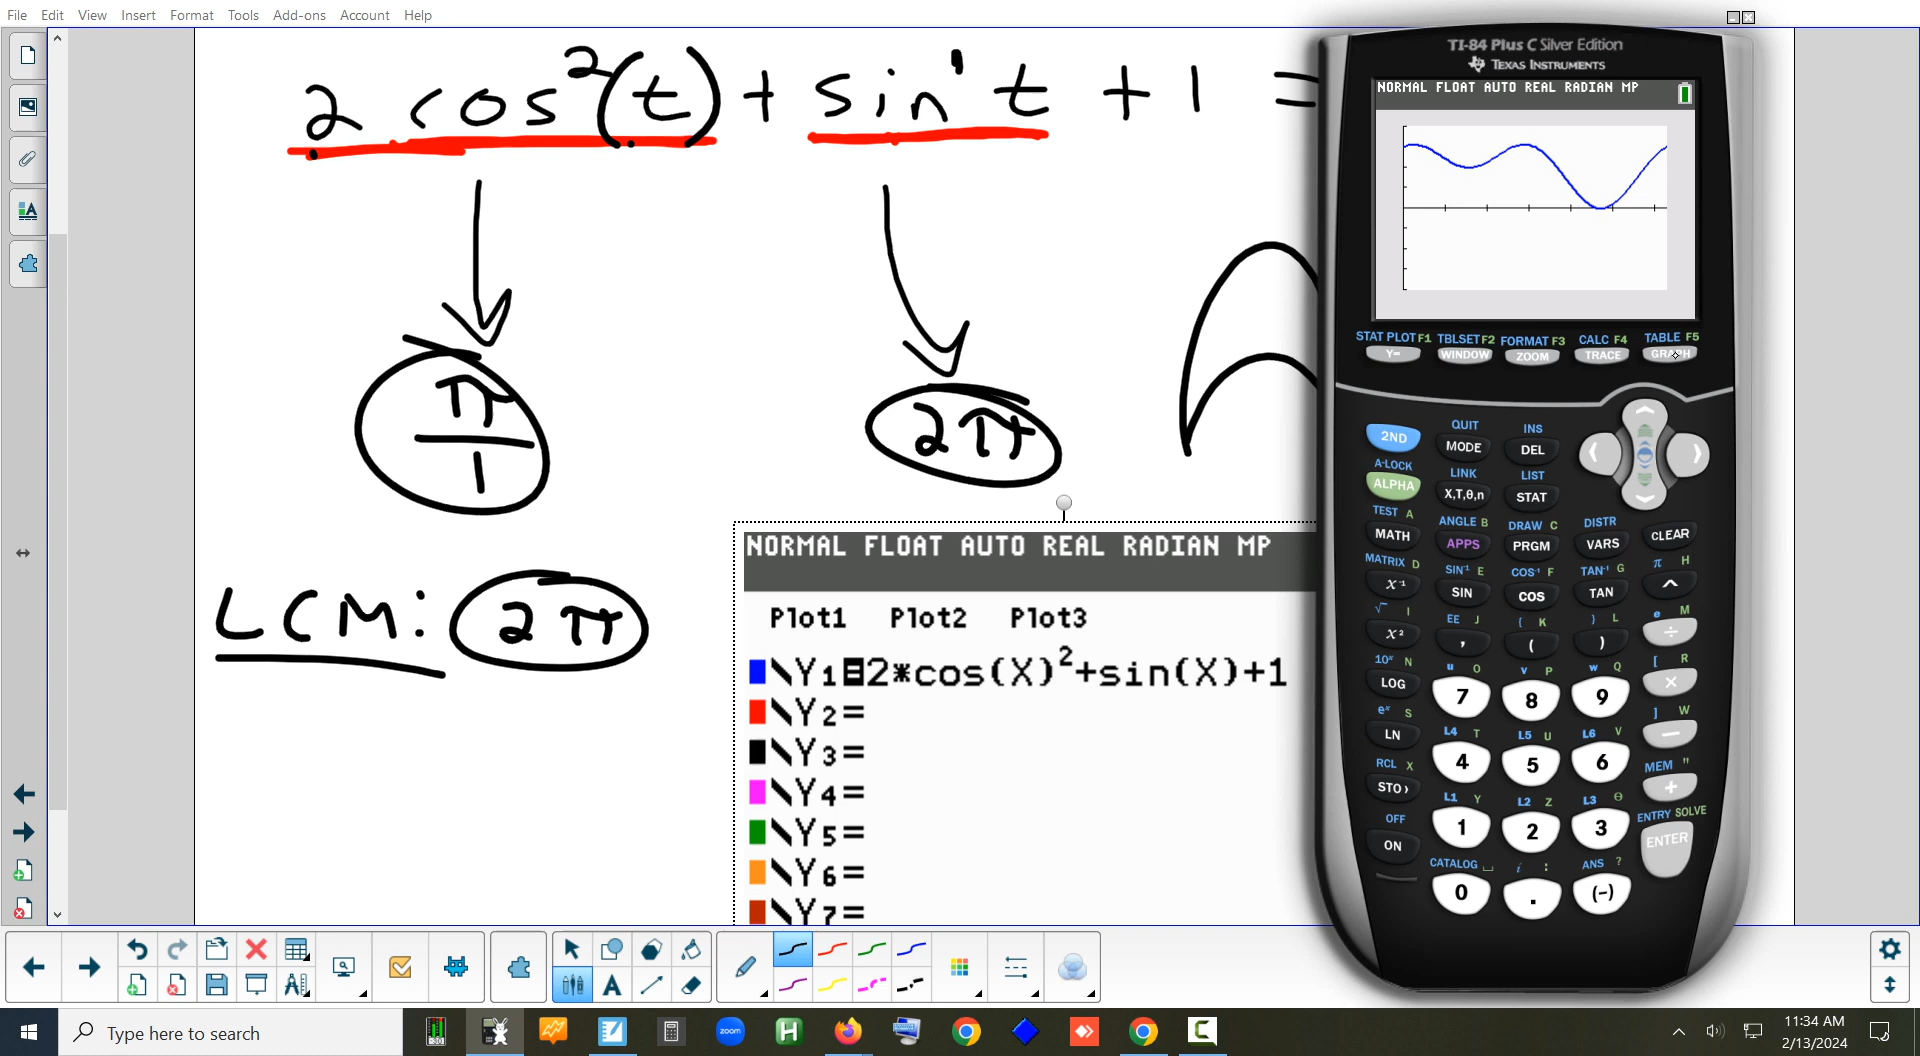 File Edit View Insert Format Tools Add-ons Account Help
2 cos²(t) + sin' t + 1 =
π
1
2π
LCM: 2π
NORMAL FLOAT AUTO REAL RADIAN MP
Plot1 Plot2 Plot3
\Y1=2*cos(X)²+sin(X)+1
\Y2=
\Y3=
\Y4=
\Y5=
\Y6=
\Y7=
TI-84 Plus C Silver Edition
TEXAS INSTRUMENTS
NORMAL FLOAT AUTO REAL RADIAN MP
STAT PLOT F1 TBLSET F2 FORMAT F3 CALC F4 TABLE F5
Y= WINDOW ZOOM TRACE GRAPH
QUIT INS
2ND MODE DEL
A-LOCK LINK LIST
ALPHA X,T,θ,n STAT
TEST A ANGLE B DRAW C DISTR
MATH APPS PRGM VARS CLEAR
MATRIX D SIN⁻¹ E COS⁻¹ F TAN⁻¹ G π H
X⁻¹ SIN COS TAN ^
√ I EE J { K } L e M
X² , ( ) ÷
10ˣ N u O v P w Q [ R
LOG 7 8 9 ×
eˣ S L4 T L5 U L6 V ] W
LN 4 5 6 −
RCL X L1 Y L2 Z L3 θ MEM "
STO› 1 2 3 +
OFF CATALOG ⎵ i : ANS ? ENTRY SOLVE
ON 0 . (−) ENTER
Type here to search
zoom
H
C
11:34 AM
2/13/2024